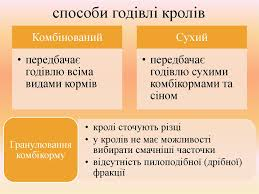 способи годівлі кролів
Комбінований
• передбачає
годівлю всіма
видами кормів
Сухий
• передбачає
годівлю сухими
комбікормами та
сіном
Гранулювання
комбікорму
• кролі сточують різці
• у кролів не має можливості
вибирати смачніші часточки
• відсутність пилоподібної (дрібної)
фракції